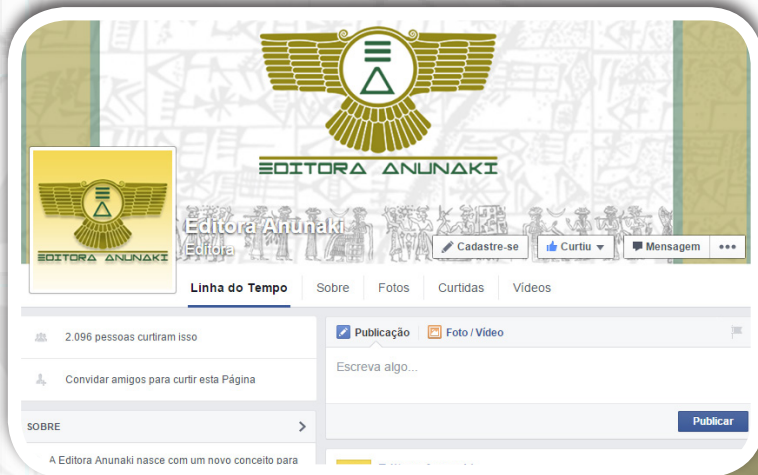 EDITORA ANUNAKI
EDITORA ANUNAKI
Editora Anunaki
Editora
Cadastre-se
Curtiu
Mensagem
Linha do Tempo Sobre Fotos Curtidas Vídeos
2.096 pessoas curtiram isso
Convidar amigos para curtir esta Página
SOBRE
A Editora Anunaki nasce com um novo conceito para
Publicação Foto / Vídeo
Escreva algo...
Publicar